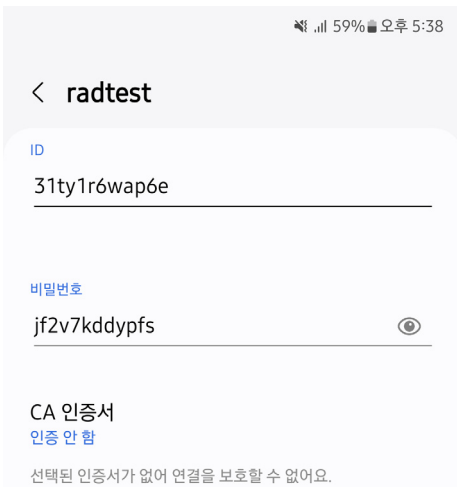 59% 오후 5:38
radtest
ID
31ty1r6wap6e
비밀번호
jf2v7kddypfs
CA 인증서
인증 안 함
선택된 인증서가 없어 연결을 보호할 수 없어요.